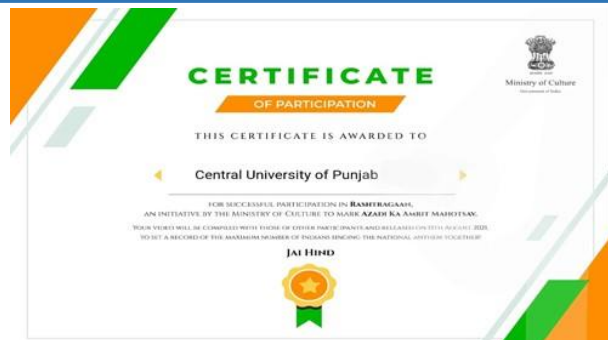 CERTIFICATE
OF PARTICIPATION
Ministry of Culture
Government of India
THIS CERTIFICATE IS AWARDED TO
Central University of Punjab
FOR SUCCESSFUL PARTICIPATION IN RASHTRAGAAN,
AN INITIATIVE BY THE MINISTRY OF CULTURE TO MARK AZADI KA AMRIT MAHOTSAV.
YOUR VIDEO WILL BE COMPILED WITH THOSE OF OTHER PARTICIPANTS AND RELEASED ON 15TH AUGUST 2021,
TO SET A RECORD OF THE MAXIMUM NUMBER OF INDIANS SINGING THE NATIONAL ANTHEM TOGETHER!
JAI HIND